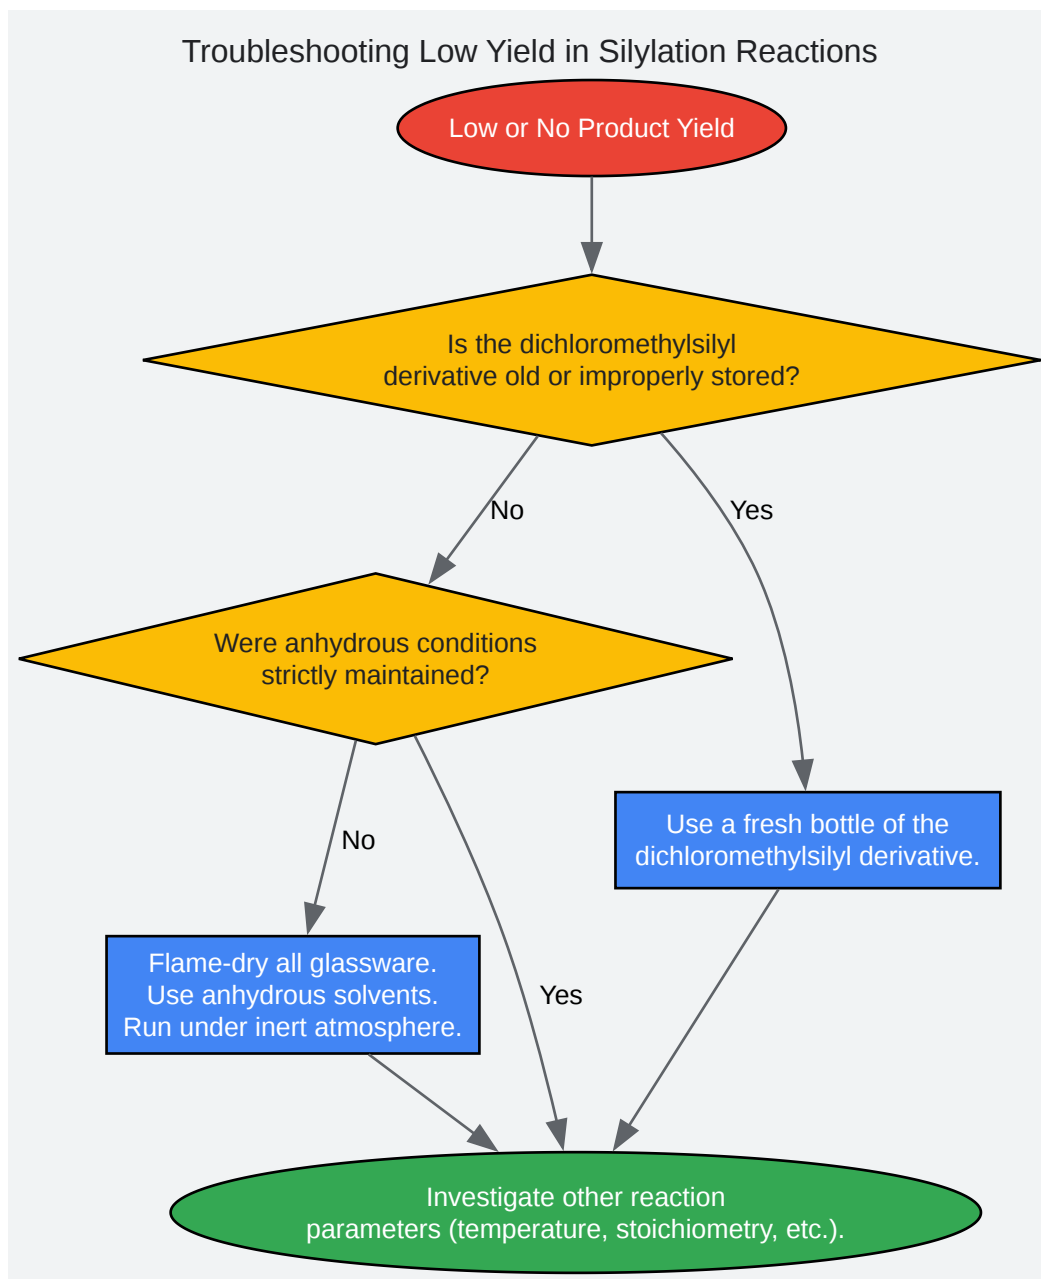 Troubleshooting Low Yield in Silylation Reactions
Low or No Product Yield
Is the dichloromethylsilyl
derivative old or improperly stored?
No
Yes
Were anhydrous conditions
strictly maintained?
Use a fresh bottle of the
dichloromethylsilyl derivative.
No
Flame-dry all glassware.
Use anhydrous solvents.
Run under inert atmosphere.
Yes
Investigate other reaction
parameters (temperature, stoichiometry, etc.).